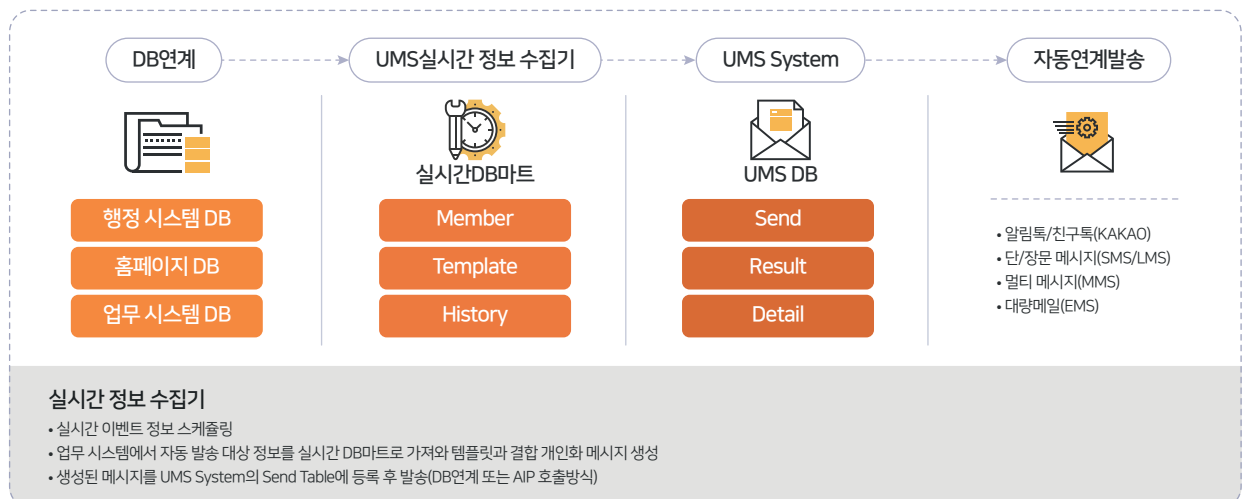 DB연계
UMS실시간 정보 수집기
UMS System
자동연계발송
실시간DB마트
UMS DB
행정 시스템 DB
홈페이지 DB
업무 시스템 DB
Member
Template
History
Send
Result
Detail
• 알림톡/친구톡(KAKAO)
• 단/장문 메시지(SMS/LMS)
• 멀티 메시지(MMS)
• 대량메일(EMS)
실시간 정보 수집기
• 실시간 이벤트 정보 스케쥴링
• 업무 시스템에서 자동 발송 대상 정보를 실시간 DB마트로 가져와 템플릿과 결합 개인화 메시지 생성
• 생성된 메시지를 UMS System의 Send Table에 등록 후 발송(DB연계 또는 AIP 호출방식)